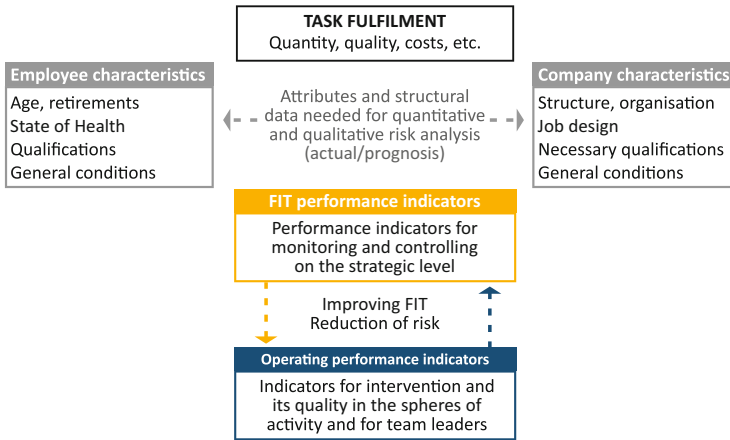 TASK FULFILMENT
Quantity, quality, costs, etc.
Employee characteristics
Age, retirements
State of Health
Qualifications
General conditions
Attributes and structural
data needed for quantitative
and qualitative risk analysis
(actual/prognosis)
Company characteristics
Structure, organisation
Job design
Necessary qualifications
General conditions
FIT performance indicators
Performance indicators for
monitoring and controlling
on the strategic level
Improving FIT
Reduction of risk
Operating performance indicators
Indicators for intervention and
its quality in the spheres of
activity and for team leaders